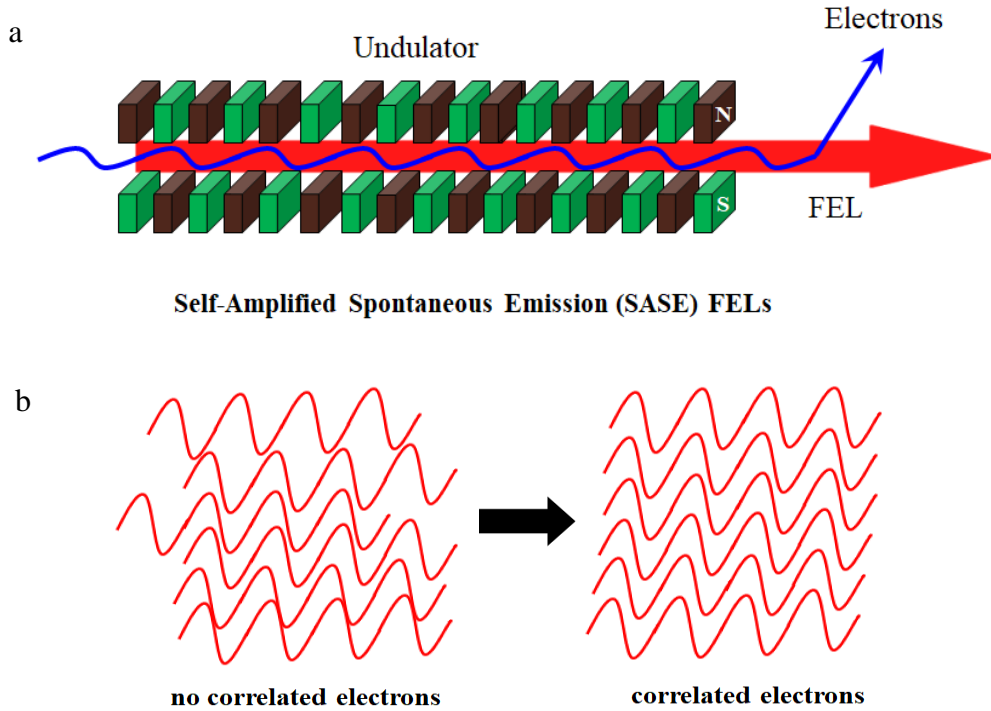 a
Electrons
Undulator
N
S
FEL
Self-Amplified Spontaneous Emission (SASE) FELs
b
no correlated electrons
correlated electrons